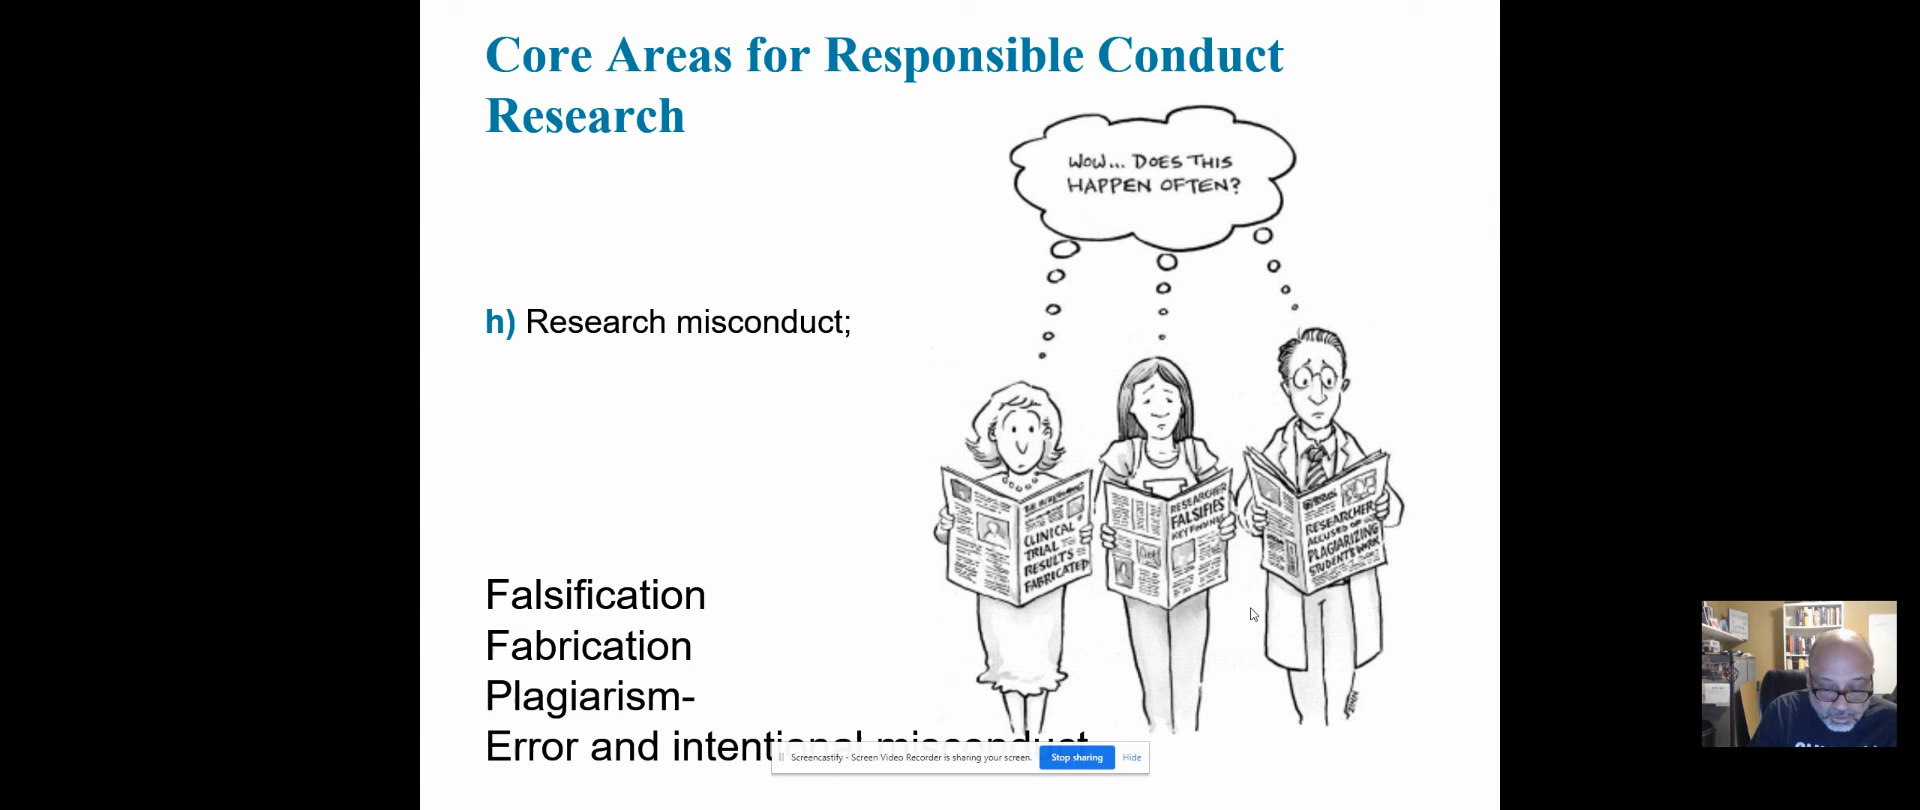 Core Areas for Responsible Conduct
Research
WOW... DOES THIS
HAPPEN OFTEN?
h) Research misconduct;
CLINICAL
TRIAL
RESULTS
FABRICATED
RESEARCHER
FALSIFIES
KEY FINDINGS
RESEARCHER
ACCUSED OF
PLAGIARIZING
STUDENT'S WORK
Falsification
Fabrication
Plagiarism-
Error and intentional misconduct
Screencastify - Screen Video Recorder is sharing your screen.
Stop sharing
Hide